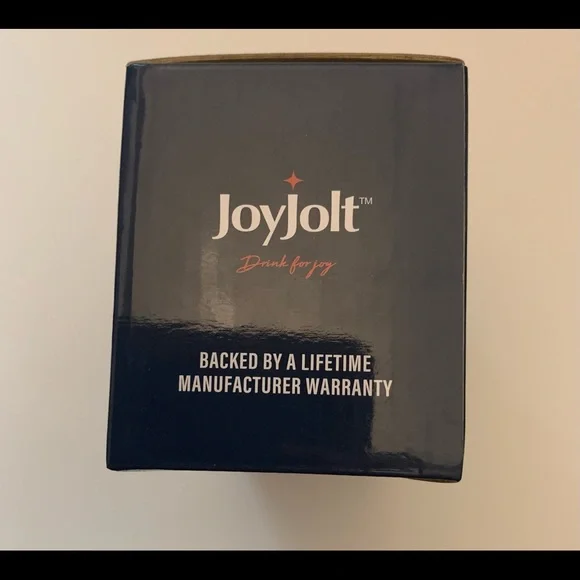 JoyJolt™
Drink for joy
BACKED BY A LIFETIME
MANUFACTURER WARRANTY